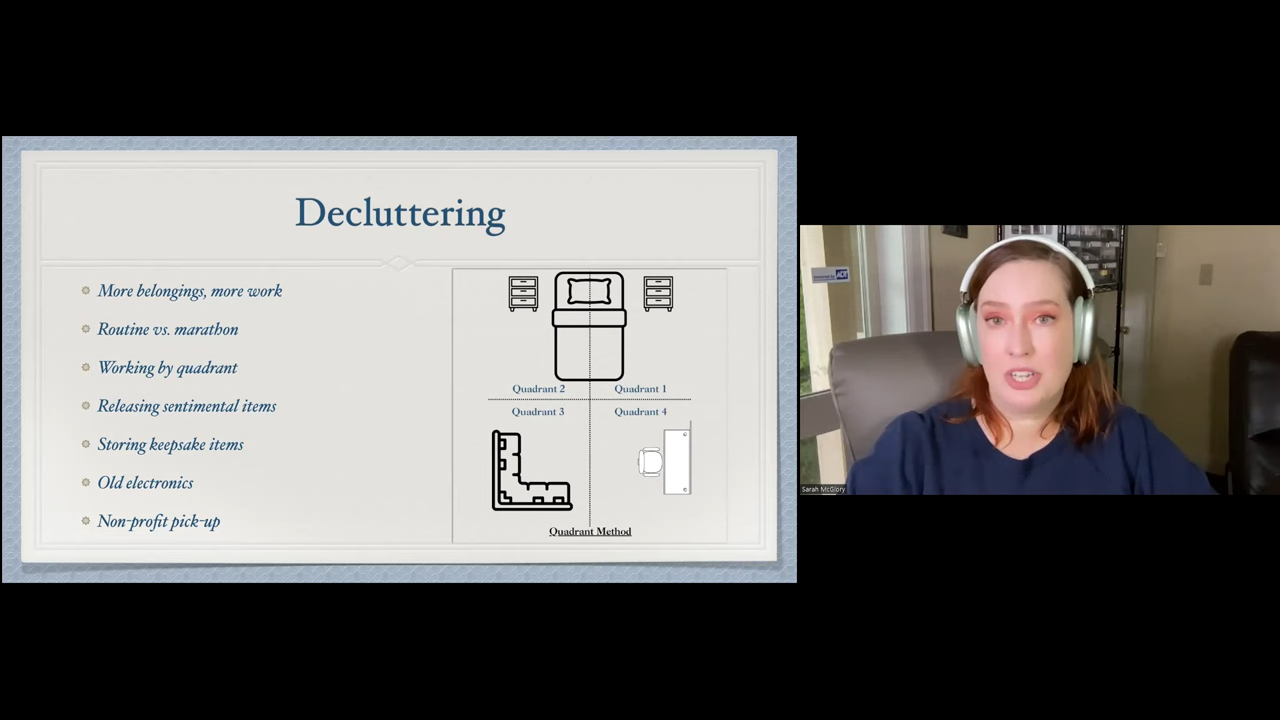 Decluttering
More belongings, more work
Routine vs. marathon
Working by quadrant
Releasing sentimental items
Storing keepsake items
Old electronics
Non-profit pick-up
Quadrant 2
Quadrant 1
Quadrant 3
Quadrant 4
Quadrant Method
ADT
Sarah McGlory